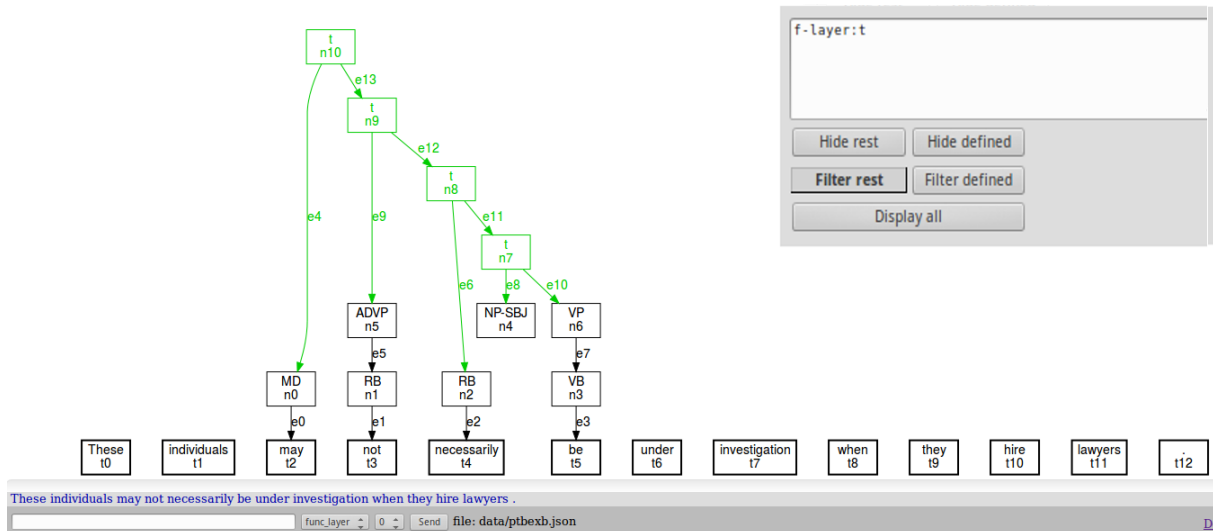 f-layer:t
Hide rest Hide defined
Filter rest Filter defined
Display all
t
n10
e13
t
n9
e12
t
n8
e4 e9 e11
t
n7
e6 e8 e10
ADVP NP-SBJ VP
n5 n4 n6
e5 e7
MD RB RB VB
n0 n1 n2 n3
e0 e1 e2 e3
These individuals may not necessarily be under investigation when they hire lawyers .
t0 t1 t2 t3 t4 t5 t6 t7 t8 t9 t10 t11 t12
These individuals may not necessarily be under investigation when they hire lawyers .
func_layer 0 Send file: data/ptbexb.json D